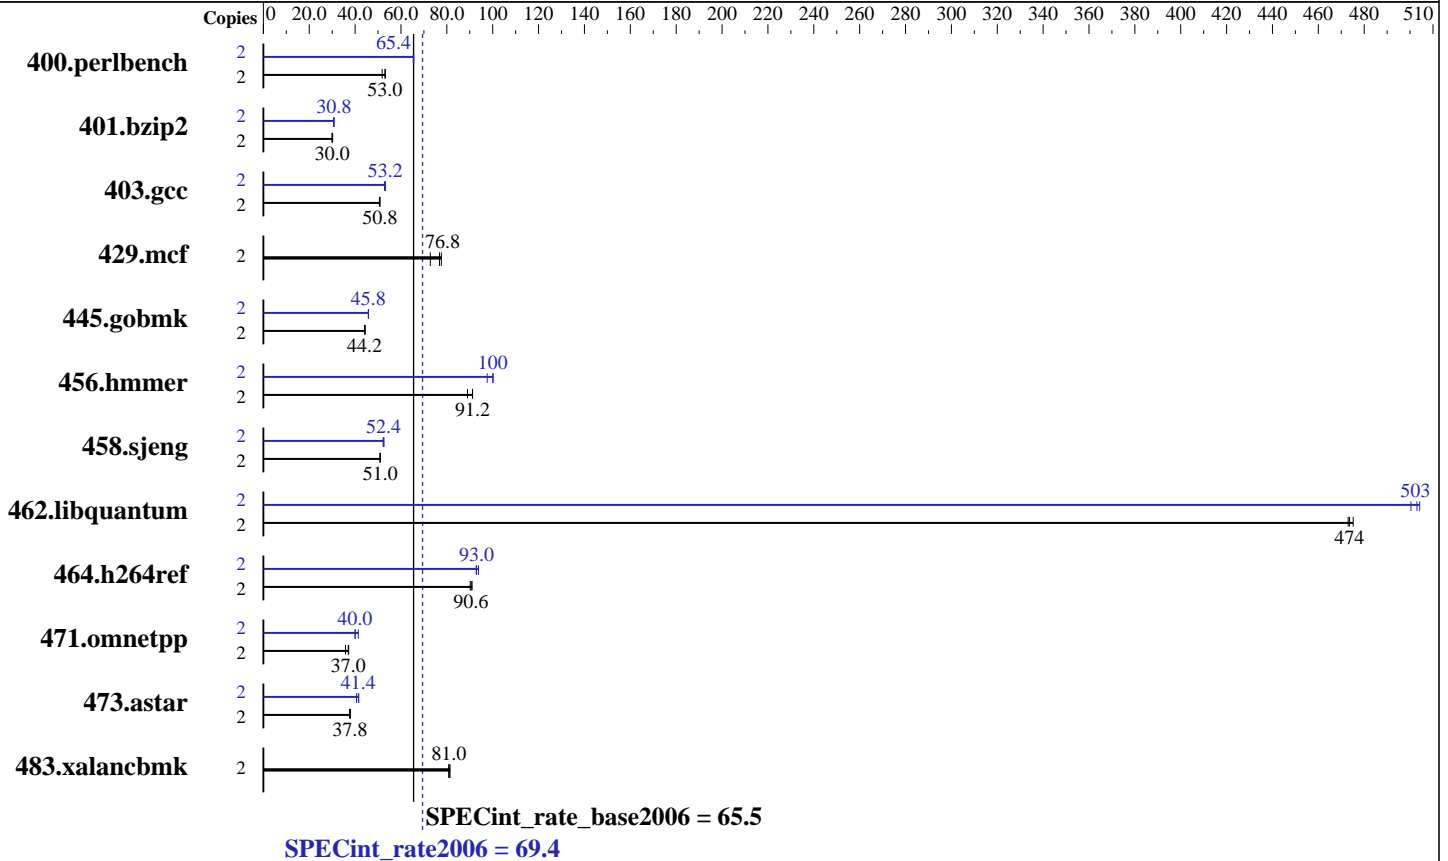 Copies 0 20.0 40.0 60.0 80.0 100 120 140 160 180 200 220 240 260 280 300 320 340 360 380 400 420 440 460 480 510
400.perlbench 2 65.4
2 53.0
401.bzip2 2 30.8
2 30.0
403.gcc 2 53.2
2 50.8
429.mcf 2 76.8
445.gobmk 2 45.8
2 44.2
456.hmmer 2 100
2 91.2
458.sjeng 2 52.4
2 51.0
462.libquantum 2 503
2 474
464.h264ref 2 93.0
2 90.6
471.omnetpp 2 40.0
2 37.0
473.astar 2 41.4
2 37.8
483.xalancbmk 2 81.0
SPECint_rate_base2006 = 65.5
SPECint_rate2006 = 69.4